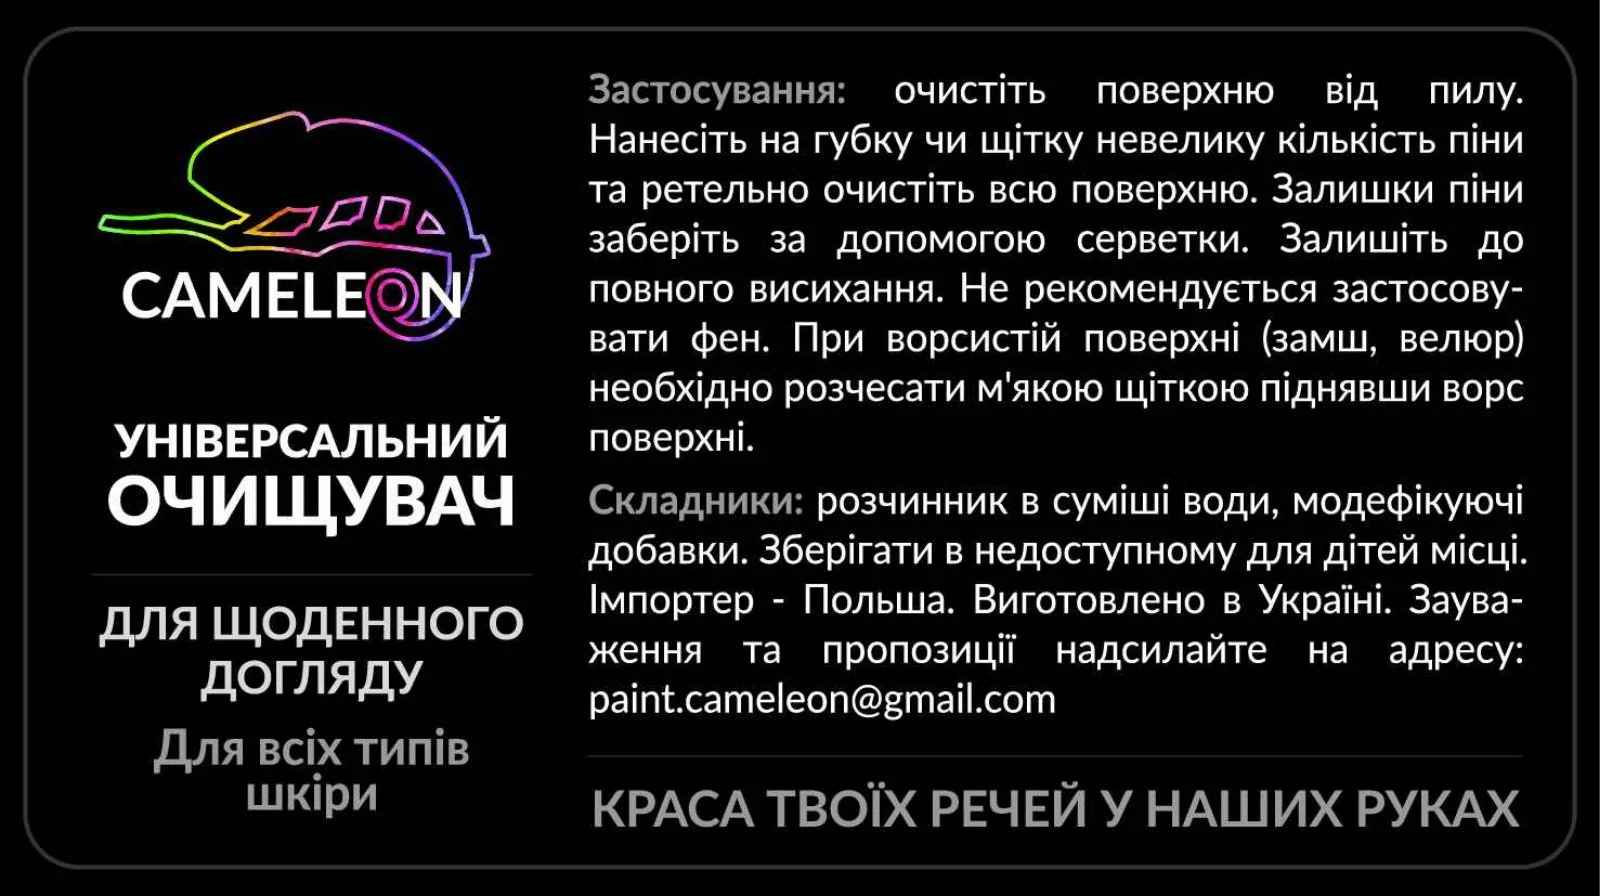 CAMELEON
УНІВЕРСАЛЬНИЙ
ОЧИЩУВАЧ
ДЛЯ ЩОДЕННОГО
ДОГЛЯДУ
Для всіх типів
шкіри
Застосування: очистіть поверхню від пилу.
Нанесіть на губку чи щітку невелику кількість піни
та ретельно очистіть всю поверхню. Залишки піни
заберіть за допомогою серветки. Залишіть до
повного висихання. Не рекомендується застосову-
вати фен. При ворсистій поверхні (замш, велюр)
необхідно розчесати м'якою щіткою піднявши ворс
поверхні.
Складники: розчинник в суміші води, модефікуючі
добавки. Зберігати в недоступному для дітей місці.
Імпортер - Польша. Виготовлено в Україні. Заува-
ження та пропозиції надсилайте на адресу:
paint.cameleon@gmail.com
КРАСА ТВОЇХ РЕЧЕЙ У НАШИХ РУКАХ